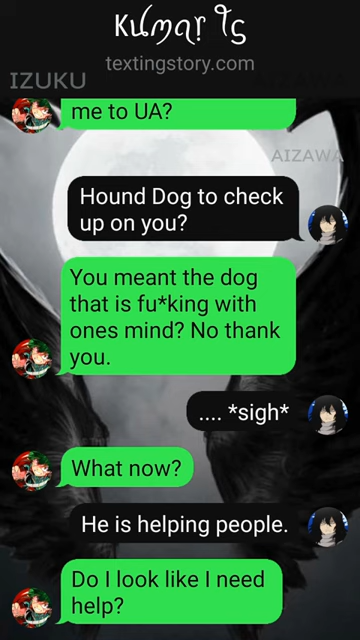 Kumar Ts
textingstory.com
IZUKU
AIZAWA
me to UA?
AIZAWA
Hound Dog to check
up on you?
You meant the dog
that is fu*king with
ones mind? No thank
you.
.... *sigh*
What now?
He is helping people.
Do I look like I need
help?